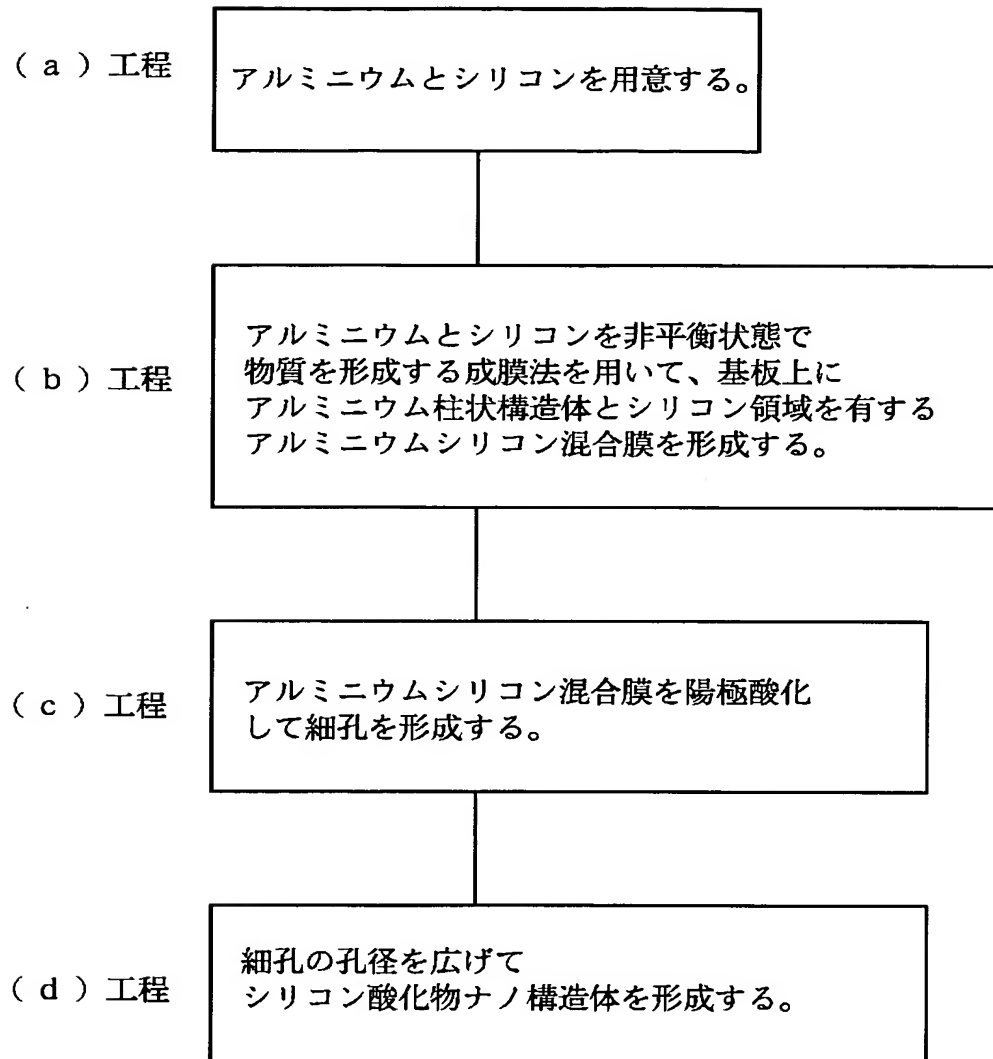 ( a ) 工程
アルミニウムとシリコンを用意する。
( b ) 工程
アルミニウムとシリコンを非平衡状態で
物質を形成する成膜法を用いて、基板上に
アルミニウム柱状構造体とシリコン領域を有する
アルミニウムシリコン混合膜を形成する。
( c ) 工程
アルミニウムシリコン混合膜を陽極酸化
して細孔を形成する。
( d ) 工程
細孔の孔径を広げて
シリコン酸化物ナノ構造体を形成する。